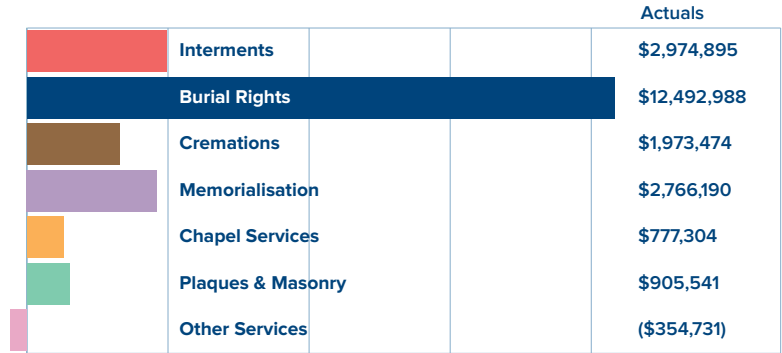 Actuals
Interments $2,974,895
Burial Rights $12,492,988
Cremations $1,973,474
Memorialisation $2,766,190
Chapel Services $777,304
Plaques & Masonry $905,541
Other Services ($354,731)